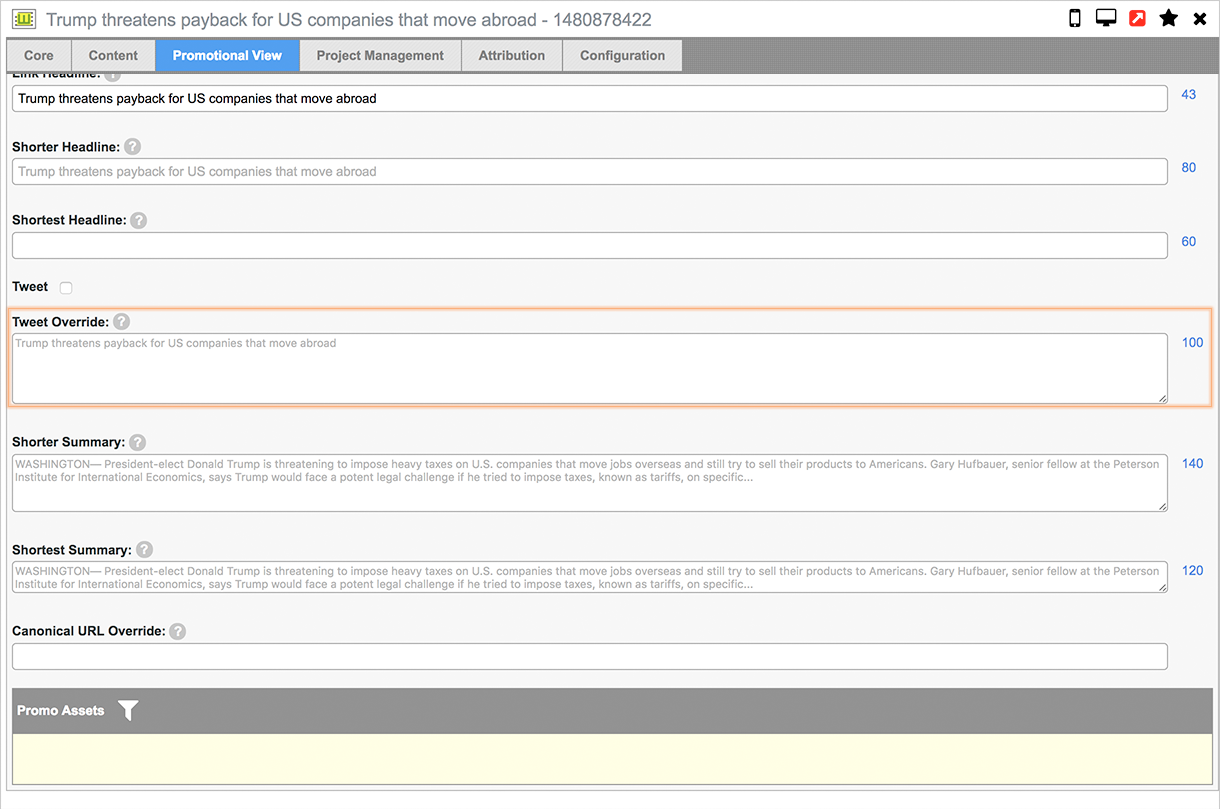 Trump threatens payback for US companies that move abroad - 1480878422
Core Content Promotional View Project Management Attribution Configuration
Link Headline: ?
Trump threatens payback for US companies that move abroad 43
Shorter Headline: ?
Trump threatens payback for US companies that move abroad 80
Shortest Headline: ?
60
Tweet
Tweet Override: ?
Trump threatens payback for US companies that move abroad 100
Shorter Summary: ?
WASHINGTON— President-elect Donald Trump is threatening to impose heavy taxes on U.S. companies that move jobs overseas and still try to sell their products to Americans. Gary Hufbauer, senior fellow at the Peterson 140
Institute for International Economics, says Trump would face a potent legal challenge if he tried to impose taxes, known as tariffs, on specific...
Shortest Summary: ?
WASHINGTON— President-elect Donald Trump is threatening to impose heavy taxes on U.S. companies that move jobs overseas and still try to sell their products to Americans. Gary Hufbauer, senior fellow at the Peterson 120
Institute for International Economics, says Trump would face a potent legal challenge if he tried to impose taxes, known as tariffs, on specific...
Canonical URL Override: ?
Promo Assets